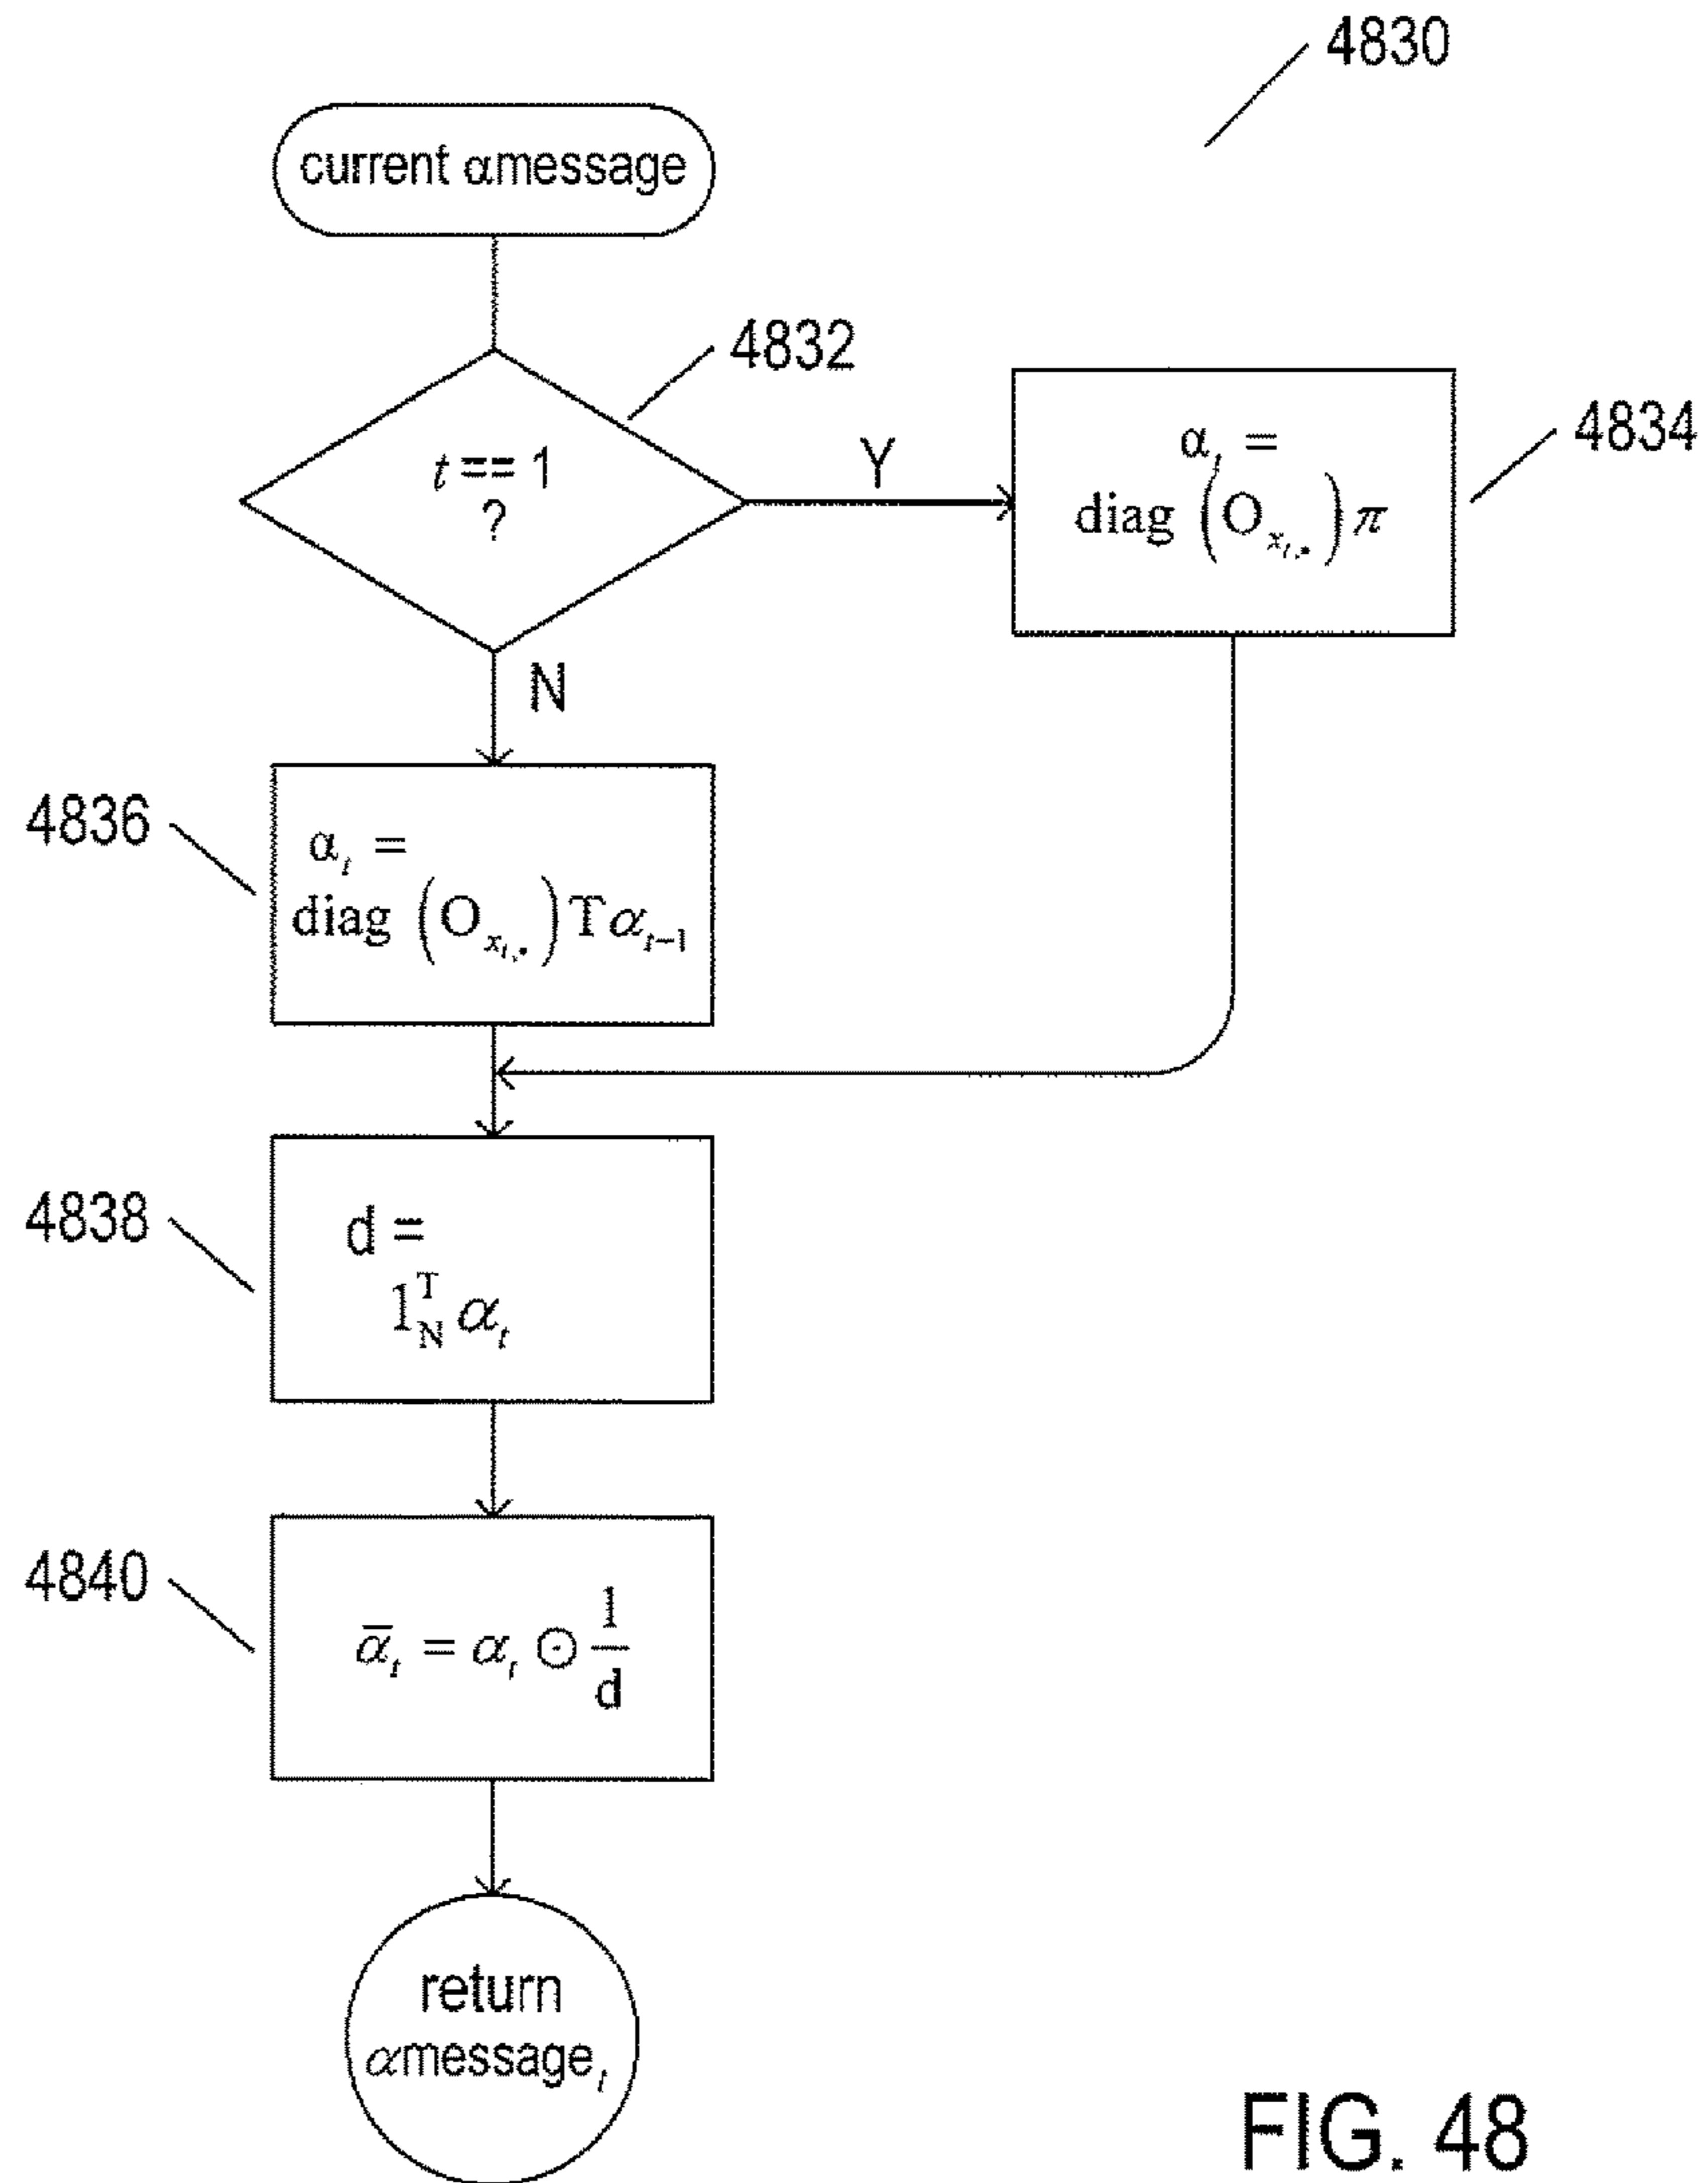 4830
current αmessage
4832
t == 1
?
Y
4834
α_t =
diag (O_{x_t,•}) π
N
4836
α_t =
diag (O_{x_t,•}) T α_{t−1}
4838
d =
1_N^T α_t
4840
ᾱ_t = α_t ⊙ 1/d
return
αmessage_t
FIG. 48